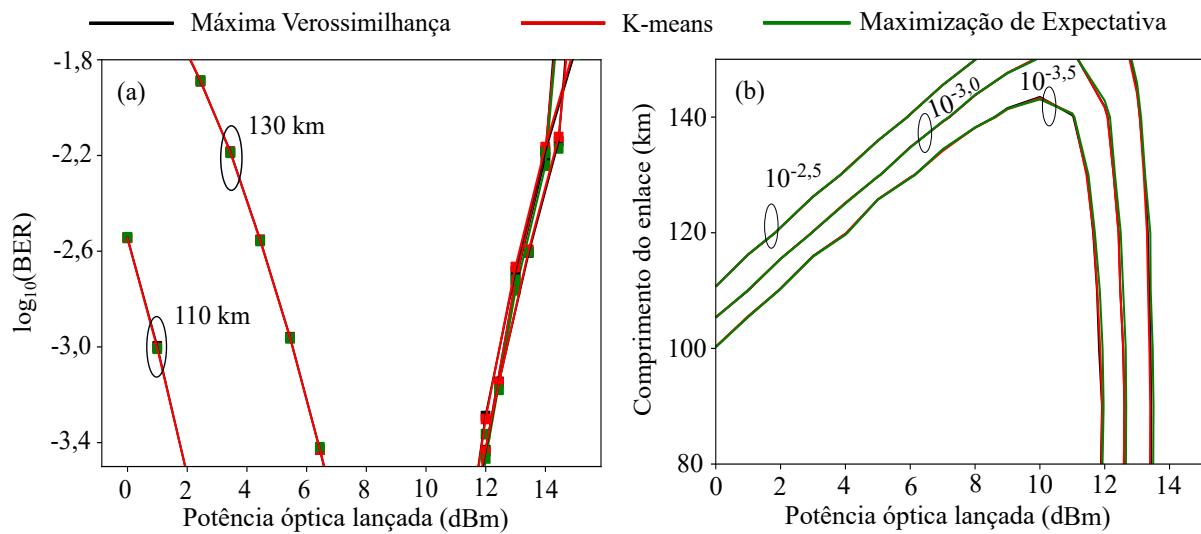 Máxima Verossimilhança K-means Maximização de Expectativa
(a)
log10(BER)
-1,8
-2,2
-2,6
-3,0
-3,4
130 km
110 km
0 2 4 6 8 10 12 14
Potência óptica lançada (dBm)
(b)
Comprimento do enlace (km)
140
120
100
80
10-2,5
10-3,0
10-3,5
0 2 4 6 8 10 12 14
Potência óptica lançada (dBm)